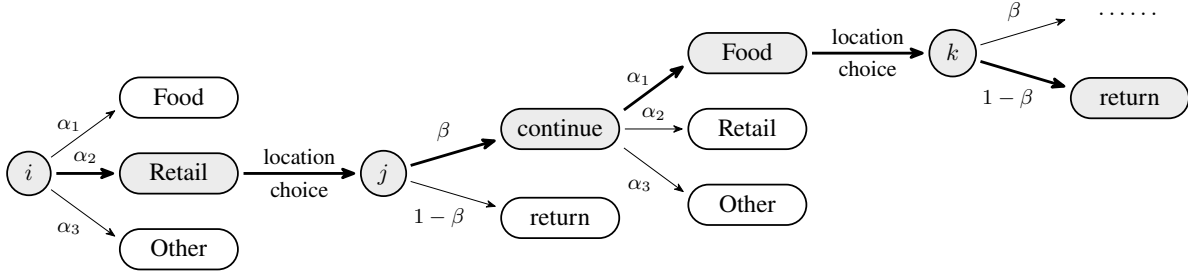 i
α₁
Food
α₂
Retail
α₃
Other
location
choice
j
β
continue
1 − β
return
α₁
Food
α₂
Retail
α₃
Other
location
choice
k
β
......
1 − β
return